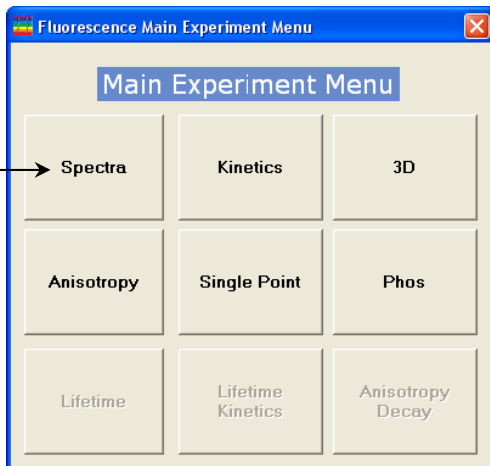 Fluorescence Main Experiment Menu
Main Experiment Menu
Spectra
Kinetics
3D
Anisotropy
Single Point
Phos
Lifetime
Lifetime
Kinetics
Anisotropy
Decay